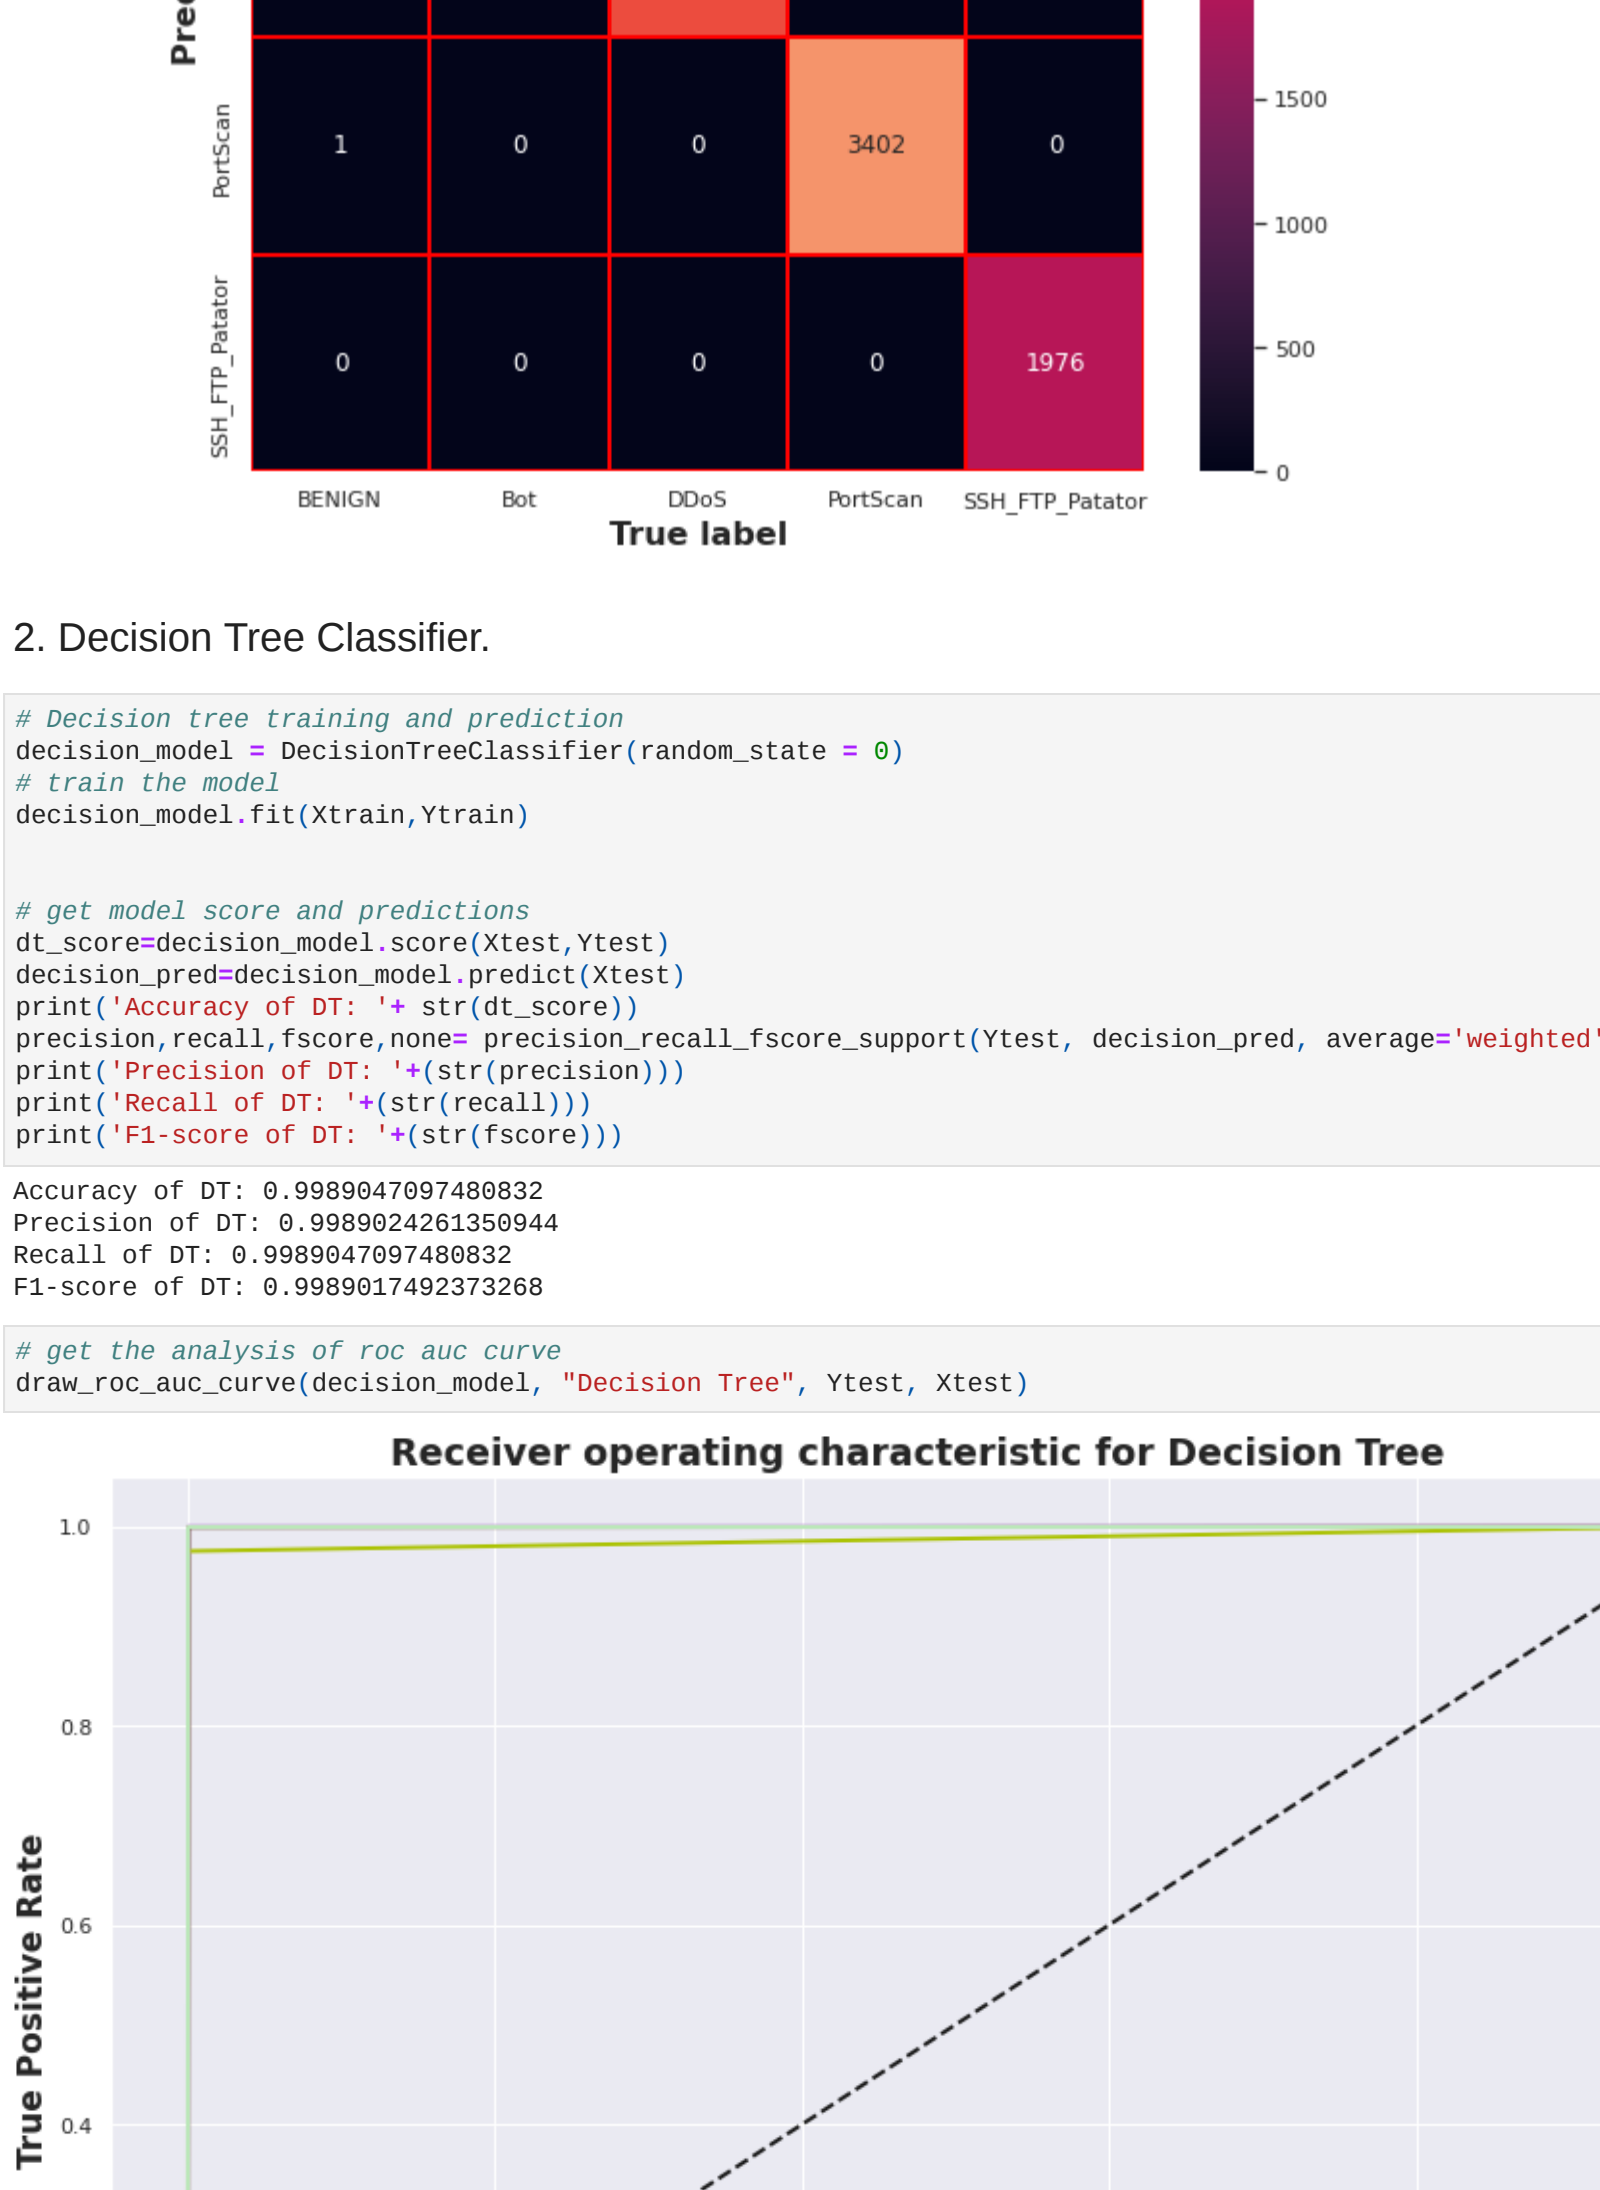 Pred
1500
PortScan
1 0 0 3402 0
1000
SSH_FTP_Patator
500
0 0 0 0 1976
0
BENIGN Bot DDoS PortScan SSH_FTP_Patator
True label
2. Decision Tree Classifier.
# Decision tree training and prediction
decision_model = DecisionTreeClassifier(random_state = 0)
# train the model
decision_model.fit(Xtrain,Ytrain)
# get model score and predictions
dt_score=decision_model.score(Xtest,Ytest)
decision_pred=decision_model.predict(Xtest)
print('Accuracy of DT: '+ str(dt_score))
precision,recall,fscore,none= precision_recall_fscore_support(Ytest, decision_pred, average='weighted'
print('Precision of DT: '+(str(precision)))
print('Recall of DT: '+(str(recall)))
print('F1-score of DT: '+(str(fscore)))
Accuracy of DT: 0.9989047097480832
Precision of DT: 0.9989024261350944
Recall of DT: 0.9989047097480832
F1-score of DT: 0.9989017492373268
# get the analysis of roc auc curve
draw_roc_auc_curve(decision_model, "Decision Tree", Ytest, Xtest)
Receiver operating characteristic for Decision Tree
1.0
0.8
0.6
0.4
True Positive Rate